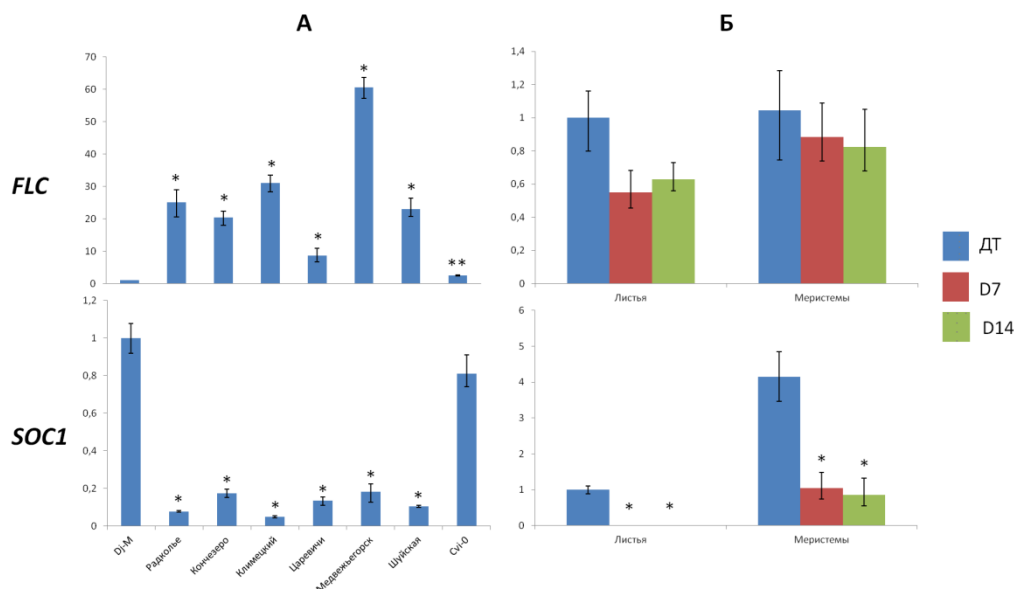 А
Б
FLC
70
60
50
40
30
20
10
0
*
*
*
*
*
*
**
1,4
1,2
1
0,8
0,6
0,4
0,2
0
Листья
Меристемы
ДТ
D7
D14
SOC1
1,2
1
0,8
0,6
0,4
0,2
0
*
*
*
*
*
*
Dj-M
Радколье
Кончезеро
Климецкий
Царевичи
Медвежьегорск
Шуйская
Cvi-0
6
5
4
3
2
1
0
*
*
*
*
Листья
Меристемы